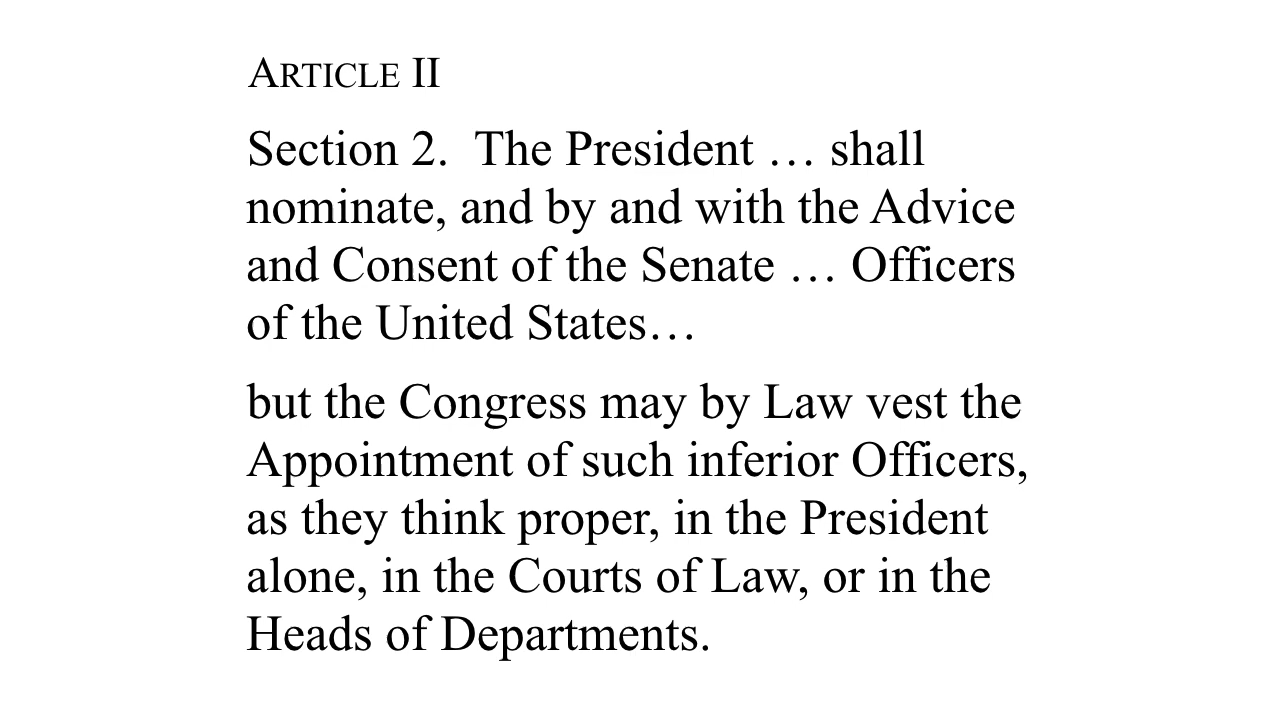 ARTICLE II
Section 2.  The President … shall
nominate, and by and with the Advice
and Consent of the Senate … Officers
of the United States…
but the Congress may by Law vest the
Appointment of such inferior Officers,
as they think proper, in the President
alone, in the Courts of Law, or in the
Heads of Departments.